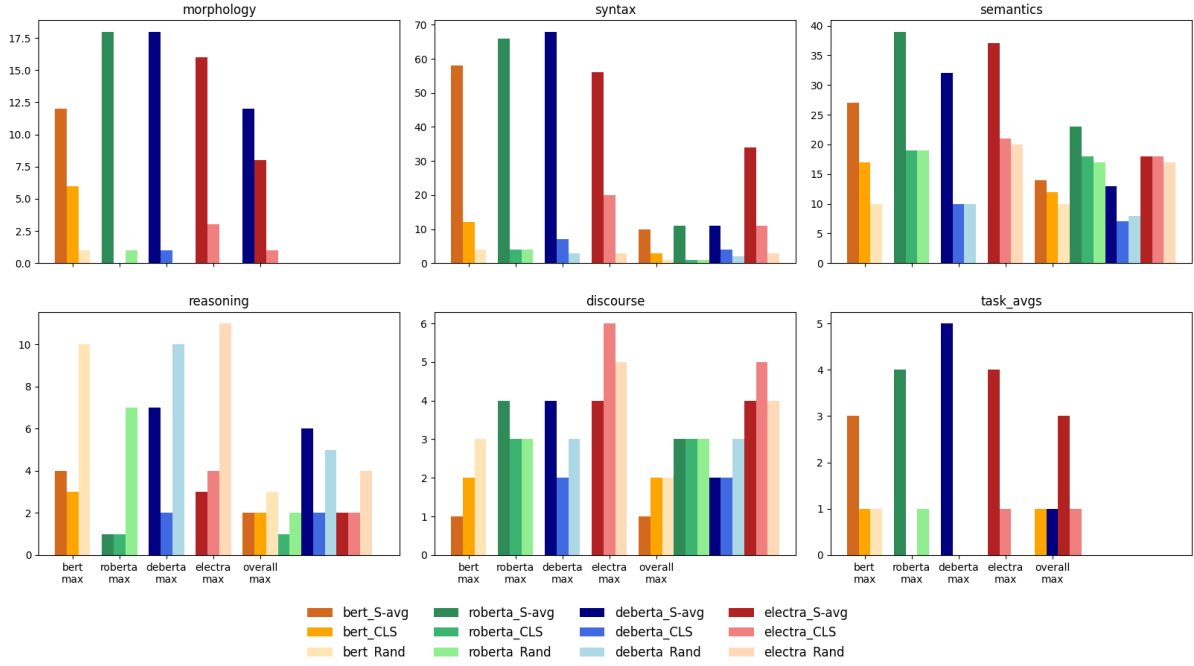 morphology
17.5
15.0
12.5
10.0
7.5
5.0
2.5
0.0
syntax
70
60
50
40
30
20
10
0
semantics
40
35
30
25
20
15
10
5
0
reasoning
10
8
6
4
2
0
bert max
roberta max
deberta max
electra max
overall max
discourse
6
5
4
3
2
1
0
bert max
roberta max
deberta max
electra max
overall max
task_avgs
5
4
3
2
1
0
bert max
roberta max
deberta max
electra max
overall max
bert_S-avg
bert_CLS
bert_Rand
roberta_S-avg
roberta_CLS
roberta_Rand
deberta_S-avg
deberta_CLS
deberta_Rand
electra_S-avg
electra_CLS
electra_Rand